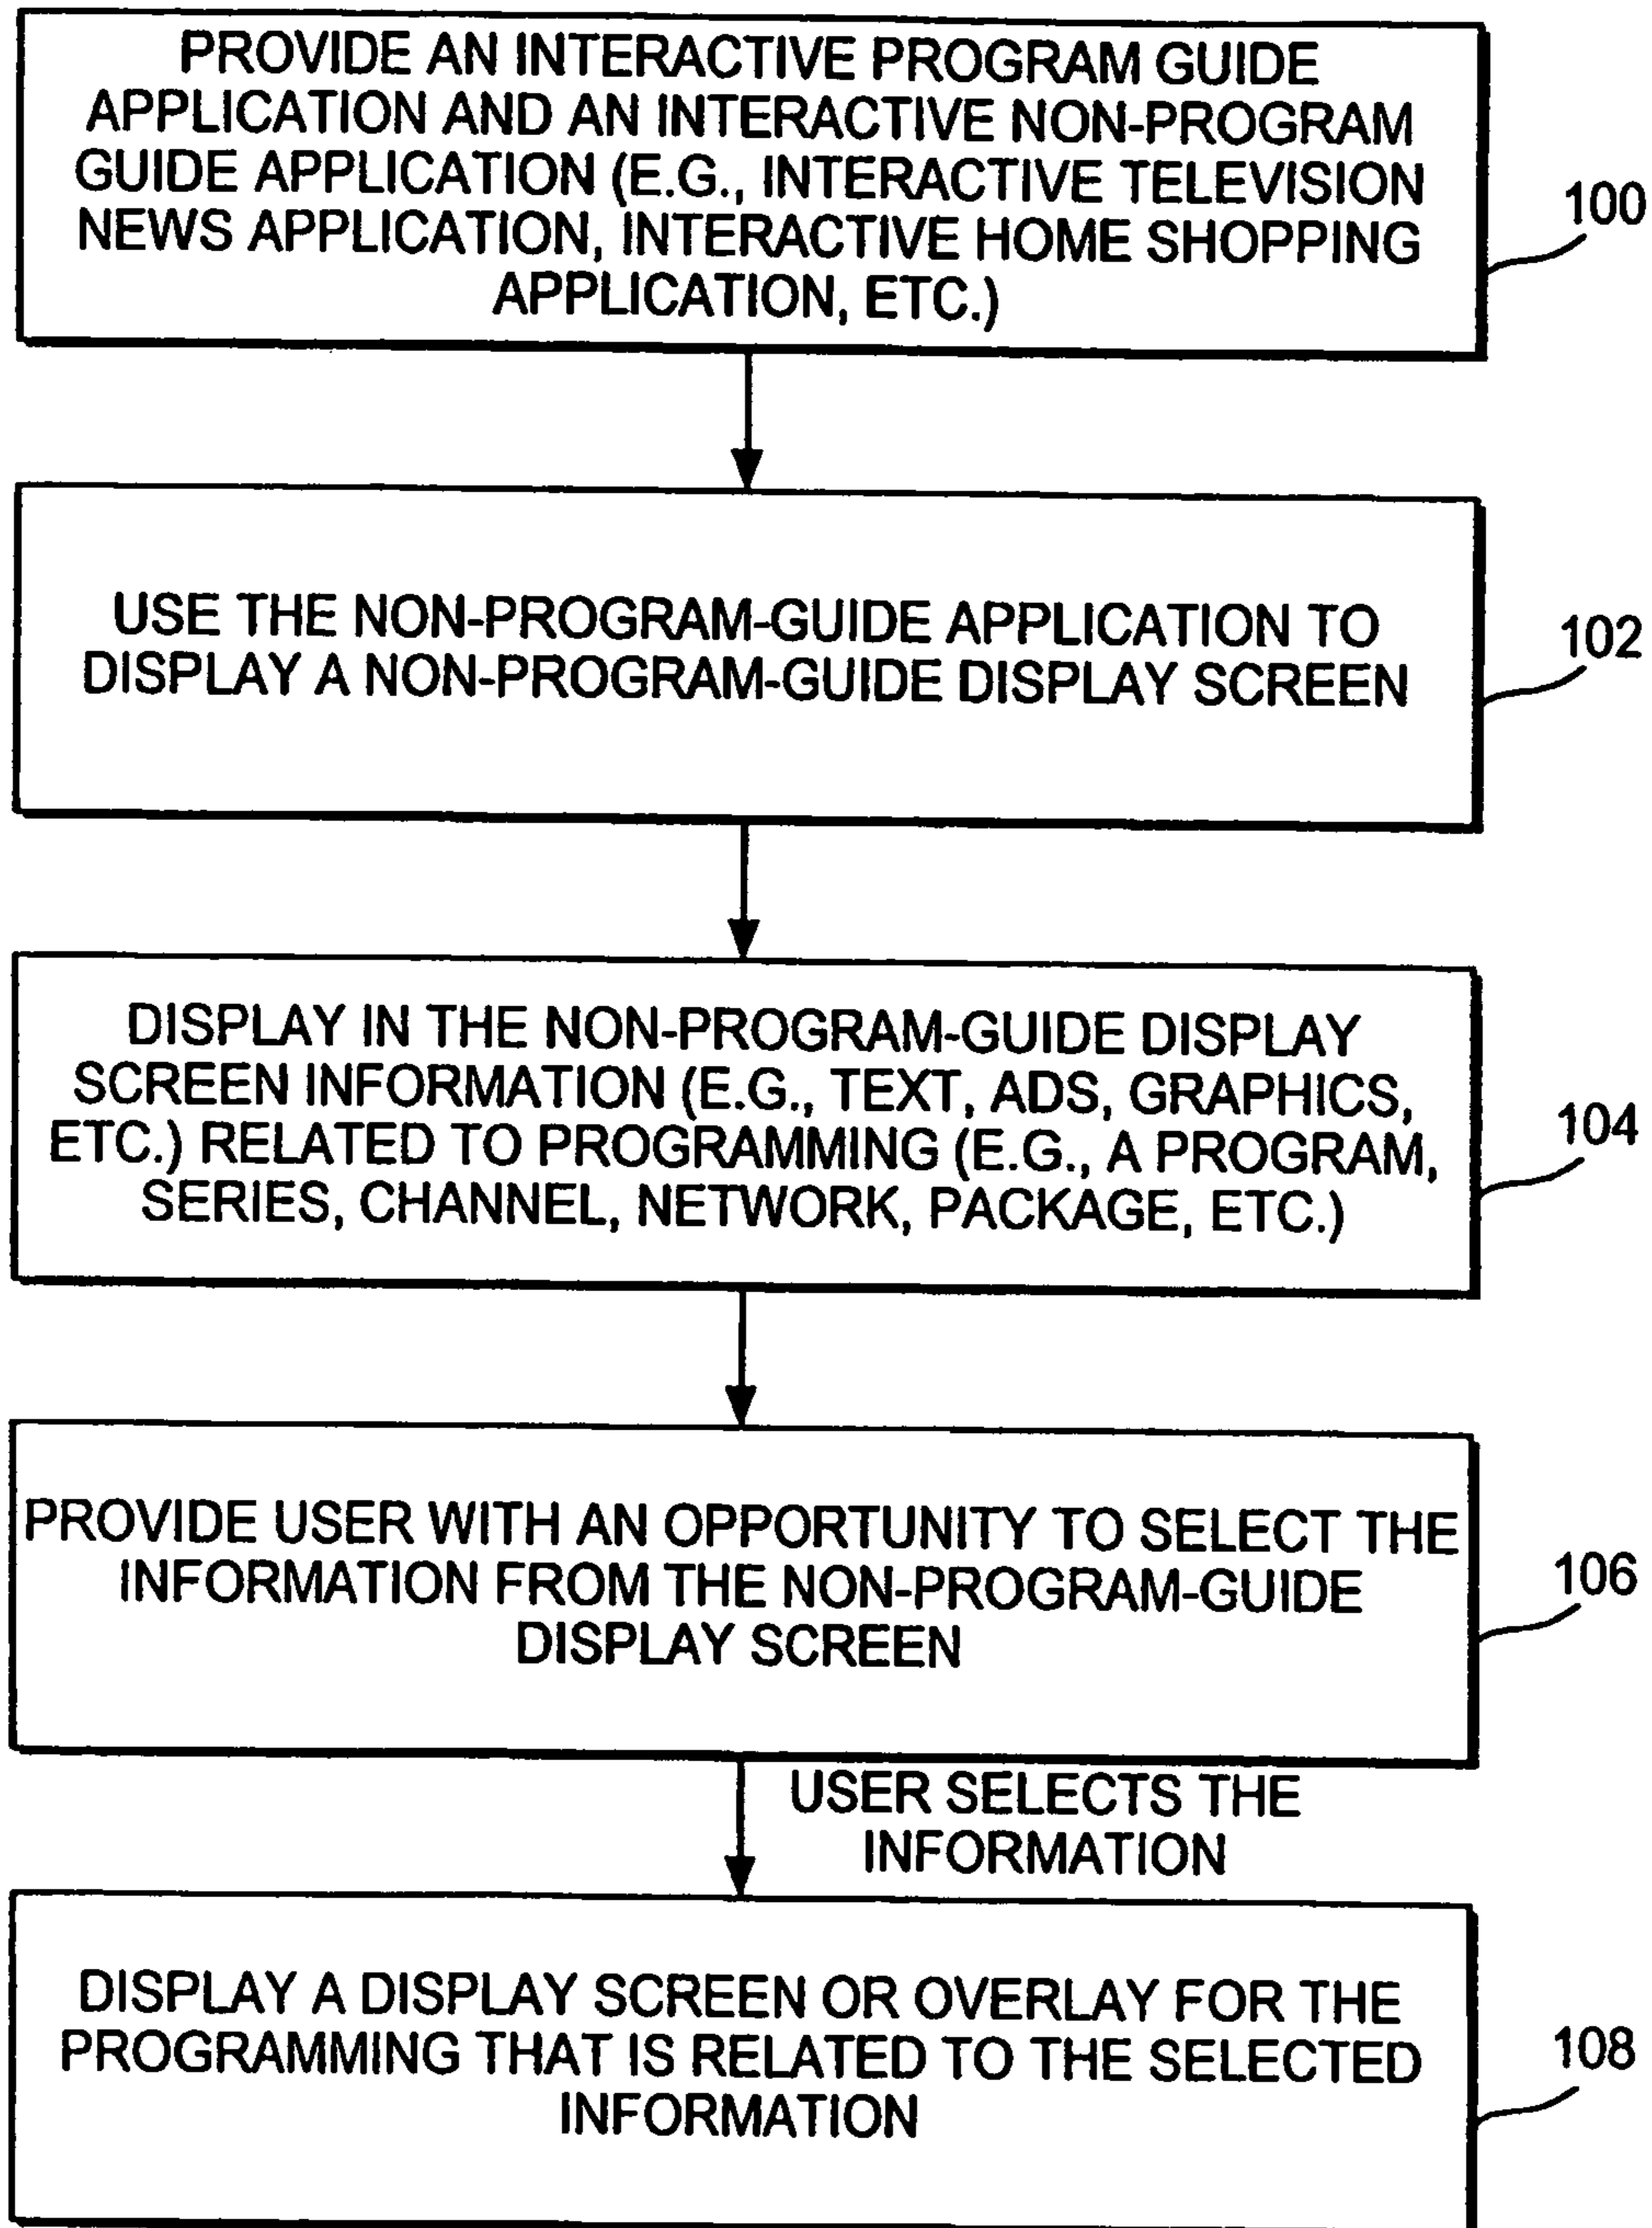 PROVIDE AN INTERACTIVE PROGRAM GUIDE
APPLICATION AND AN INTERACTIVE NON-PROGRAM
GUIDE APPLICATION (E.G., INTERACTIVE TELEVISION
NEWS APPLICATION, INTERACTIVE HOME SHOPPING
APPLICATION, ETC.)
100
USE THE NON-PROGRAM-GUIDE APPLICATION TO
DISPLAY A NON-PROGRAM-GUIDE DISPLAY SCREEN
102
DISPLAY IN THE NON-PROGRAM-GUIDE DISPLAY
SCREEN INFORMATION (E.G., TEXT, ADS, GRAPHICS,
ETC.) RELATED TO PROGRAMMING (E.G., A PROGRAM,
SERIES, CHANNEL, NETWORK, PACKAGE, ETC.)
104
PROVIDE USER WITH AN OPPORTUNITY TO SELECT THE
INFORMATION FROM THE NON-PROGRAM-GUIDE
DISPLAY SCREEN
106
USER SELECTS THE
INFORMATION
DISPLAY A DISPLAY SCREEN OR OVERLAY FOR THE
PROGRAMMING THAT IS RELATED TO THE SELECTED
INFORMATION
108